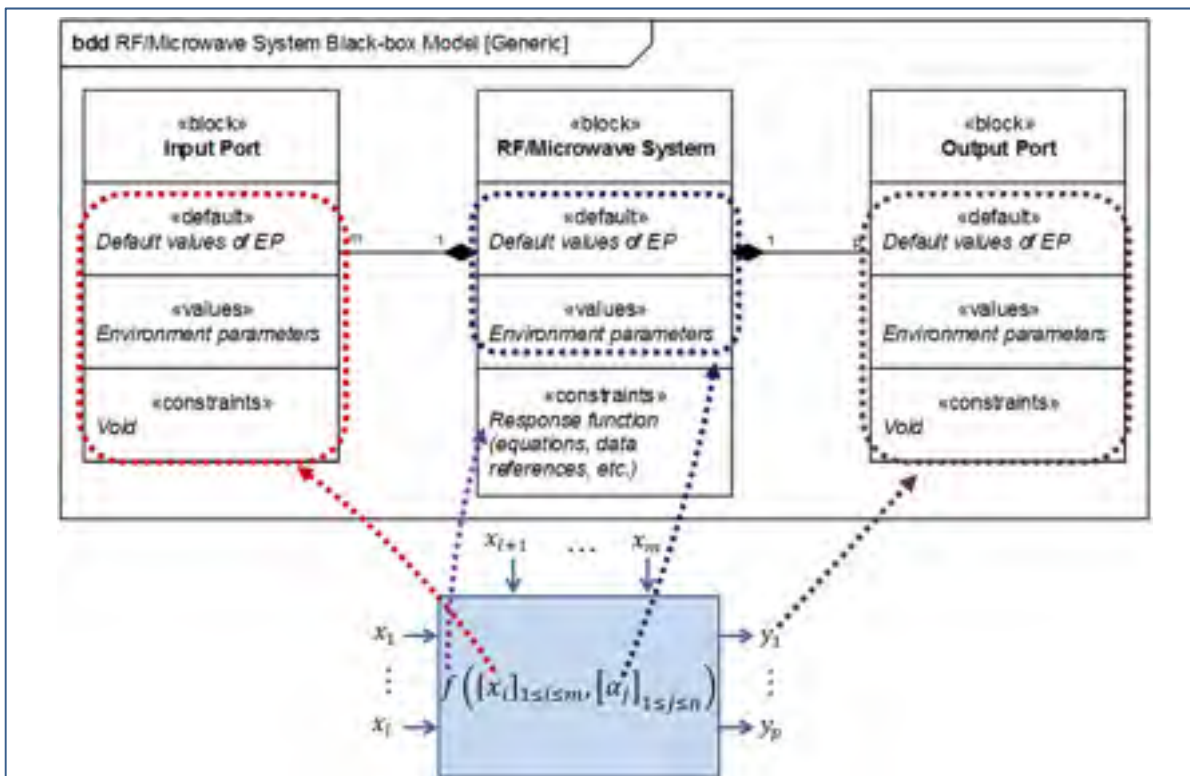 bdd RF/Microwave System Black-box Model [Generic]
«block»
Input Port
«default»
Default values of EP
«values»
Environment parameters
«constraints»
Void
m
1
«block»
RF/Microwave System
«default»
Default values of EP
«values»
Environment parameters
«constraints»
Response function
(equations, data
references, etc.)
1
«block»
Output Port
«default»
Default values of EP
«values»
Environment parameters
«constraints»
Void
x_{l+1} ... x_m
x_1
⋮
x_l
f([x_i]_{1≤i≤m}, [α_j]_{1≤j≤n})
y_1
⋮
y_p